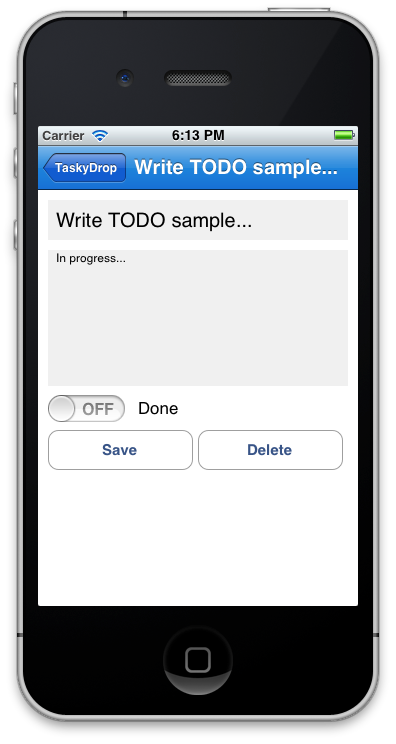 Carrier 6:13 PM
TaskyDrop Write TODO sample...
Write TODO sample...
In progress...
OFF Done
Save Delete